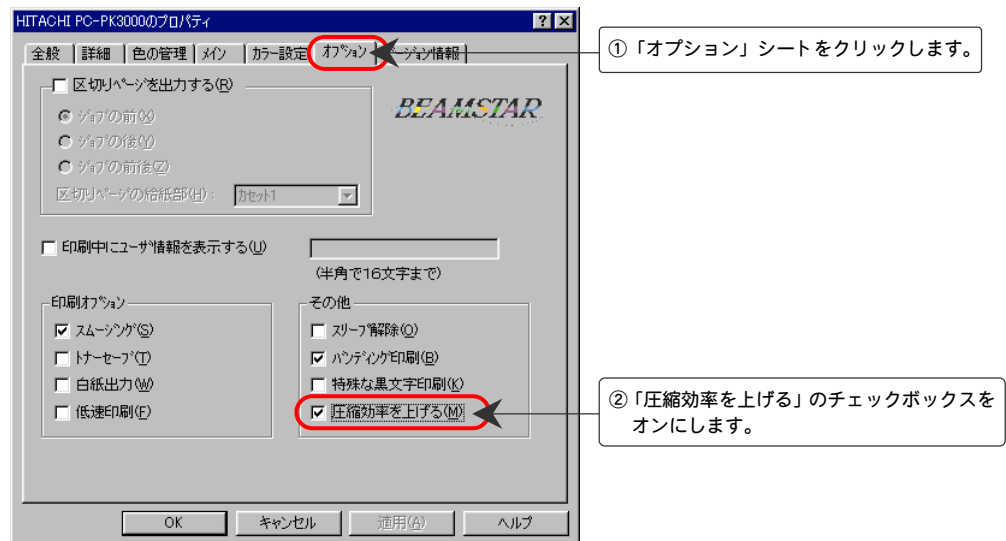 HITACHI PC-PK3000のプロパティ
全般 詳細 色の管理 メイン カラー設定 オプション バージョン情報
①「オプション」シートをクリックします。
区切りページを出力する(R)
BEAMSTAR
ジョブの前(X)
ジョブの後(Y)
ジョブの前後(Z)
区切りページの給紙部(H): カセット1
印刷中にユーザ情報を表示する(U)
(半角で16文字まで)
印刷オプション
スムージング(S)
トナーセーブ(T)
白紙出力(W)
低速印刷(F)
その他
スリープ解除(O)
バンディング印刷(B)
特殊な黒文字印刷(K)
圧縮効率を上げる(M)
②「圧縮効率を上げる」のチェックボックスを
オンにします。
OK キャンセル 適用(A) ヘルプ